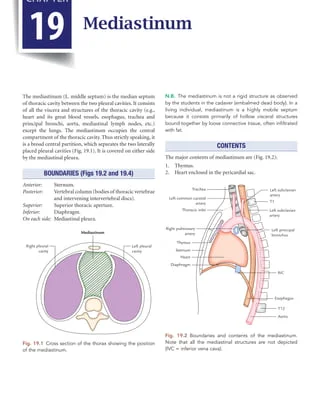 CHAPTER
19
Mediastinum
The mediastinum (S. middle septum) is the median septum
of thoracic cavity between the two pleural cavities. It consists
of all the viscera and structures of the thoracic cavity (e.g.,
heart and its great blood vessels, esophagus, trachea and
principal bronchi, aorta, mediastinal lymph nodes, etc.)
except the lungs. The mediastinum occupies the central
compartment of the thoracic cavity. Thus strictly speaking, it
is a broad central partition, which separates the two laterally
placed pleural cavities (Fig. 19.1). It is covered on either side
by the mediastinal pleura.
BOUNDARIES (Figs 19.2 and 19.4)
Anterior: Sternum.
Posterior: Vertebral column (bodies of thoracic vertebrae
and intervening intervertebral discs).
Superior: Superior thoracic aperture.
Inferior: Diaphragm.
On each side: Mediastinal pleura.
Mediastinum
Right pleural
cavity
Left pleural
cavity
Fig. 19.1 Cross section of the thorax showing the position
of the mediastinum.
N.B. The mediastinum is not a rigid structure as observed
by the students in the cadaver (embalmed dead body). In a
living individual, mediastinum is a highly mobile septum
because it consists primarily of hollow visceral structures
bound together by loose connective tissue, often infiltrated
with fat.
CONTENTS
The major contents of mediastinum are (Fig. 19.2):
1. Thymus.
2. Heart enclosed in the pericardial sac.
Trachea
Left common carotid
artery
Thoracic inlet
Right pulmonary
artery
Thymus
Sternum
Heart
Diaphragm
Left subclavian
artery
T1
Left subclavian
artery
Left principal
bronchus
IVC
Esophagus
T12
Aorta
Fig. 19.2 Boundaries and contents of the mediastinum.
Note that all the mediastinal structures are not depicted
(IVC = inferior vena cava).